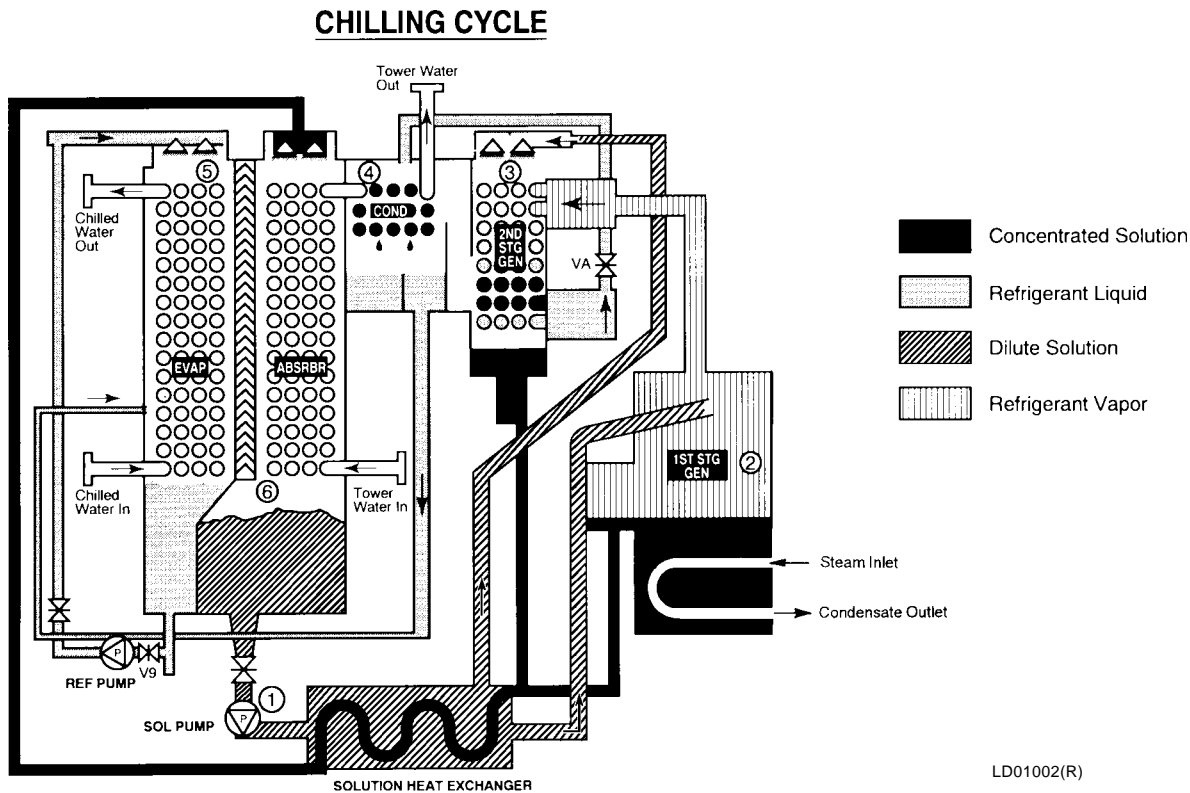 CHILLING CYCLE
Tower Water
Out
5
4
3
COND
Chilled
Water
Out
2ND
STG
GEN
VA
Concentrated Solution
Refrigerant Liquid
Dilute Solution
Refrigerant Vapor
EVAP
ABSRBR
1ST STG
GEN
2
Chilled
Water In
6
Tower
Water In
Steam Inlet
Condensate Outlet
P
V9
REF PUMP
1
P
SOL PUMP
SOLUTION HEAT EXCHANGER
LD01002(R)